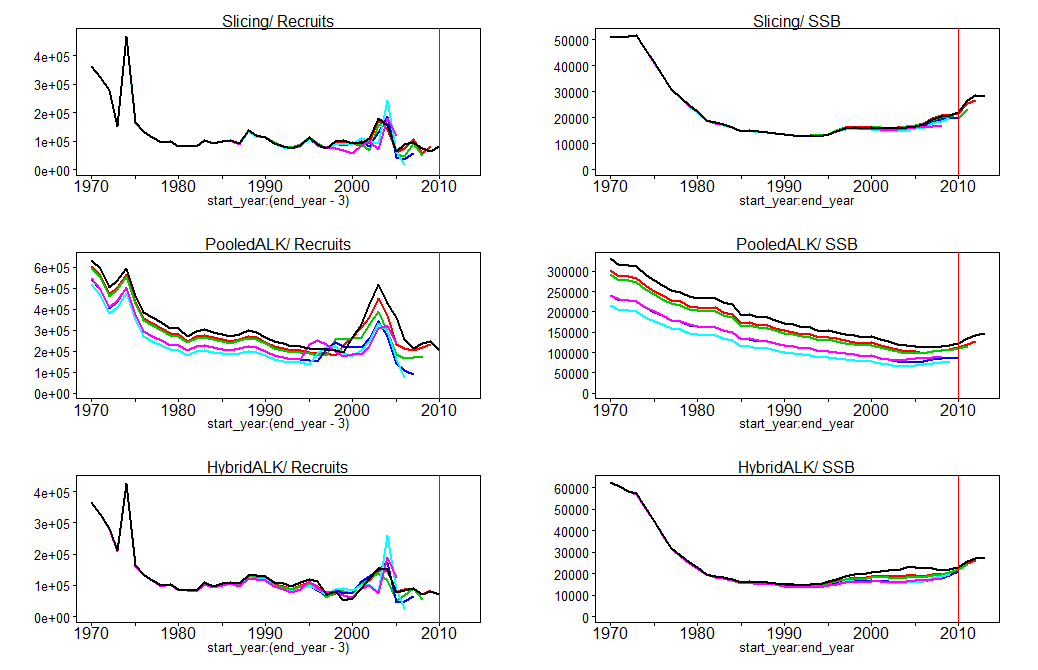 Slicing/ Recruits
4e+05
3e+05
2e+05
1e+05
0e+00
1970 1980 1990 2000 2010
start_year:(end_year - 3)
Slicing/ SSB
50000
40000
30000
20000
10000
0
1970 1980 1990 2000 2010
start_year:end_year
PooledALK/ Recruits
6e+05
5e+05
4e+05
3e+05
2e+05
1e+05
0e+00
1970 1980 1990 2000 2010
start_year:(end_year - 3)
PooledALK/ SSB
300000
250000
200000
150000
100000
50000
0
1970 1980 1990 2000 2010
start_year:end_year
HybridALK/ Recruits
4e+05
3e+05
2e+05
1e+05
0e+00
1970 1980 1990 2000 2010
start_year:(end_year - 3)
HybridALK/ SSB
60000
50000
40000
30000
20000
10000
0
1970 1980 1990 2000 2010
start_year:end_year